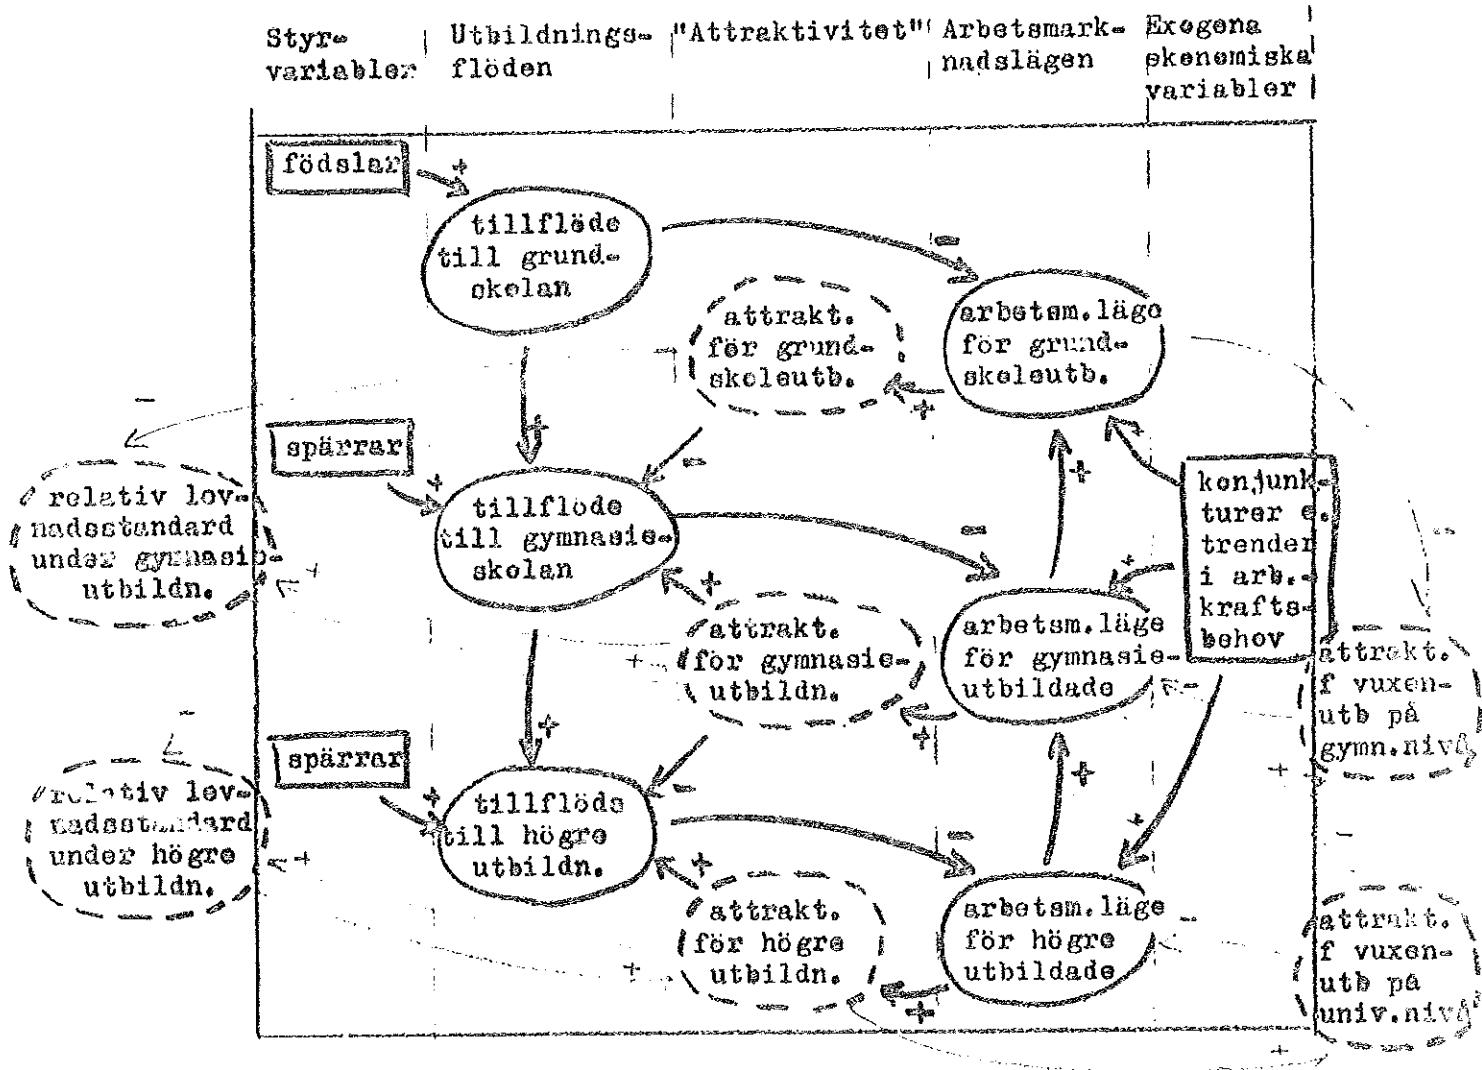 Styr-
variabler
Utbildnings-
flöden
"Attraktivitet"
Arbetsmark-
nadslägen
Exogena
ekonomiska
variabler
födslar
+
tillflöde
till grund-
skolan
-
attrakt.
för grund-
skoleutb.
arbetsm.läge
för grund-
skoleutb.
+
-
+
spärrar
+
-
relativ lev-
nadsstandard
under gymnasie-
utbildn.
+
tillflöde
till gymnasie-
skolan
-
+
konjunk-
turer o.
trender
i arb.-
krafts-
behov
-
+
+
attrakt.
för gymnasie-
utbildn.
+
arbetsm.läge
för gymnasie-
utbildade
+
-
attrakt.
f vuxen-
utb på
gymn.nivå
+
-
+
spärrar
+
-
relativ lev-
nadsstandard
under högre
utbildn.
+
tillflöde
till högre
utbildn.
-
+
+
-
+
attrakt.
för högre
utbildn.
+
+
arbetsm.läge
för högre
utbildade
-
attrakt.
f vuxen-
utb på
univ.nivå
+